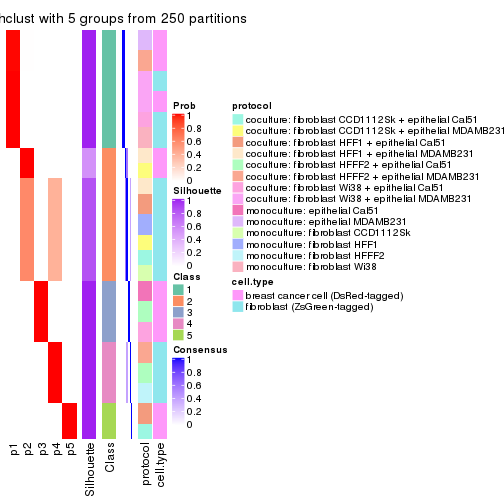 hclust with 5 groups from 250 partitions
Prob
1
0.8
0.6
0.4
0.2
0
Silhouette
1
0.8
0.6
0.4
0.2
0
Class
1
2
3
4
5
Consensus
1
0.8
0.6
0.4
0.2
0
protocol
coculture: fibroblast CCD1112Sk + epithelial Cal51
coculture: fibroblast CCD1112Sk + epithelial MDAMB231
coculture: fibroblast HFF1 + epithelial Cal51
coculture: fibroblast HFF1 + epithelial MDAMB231
coculture: fibroblast HFFF2 + epithelial Cal51
coculture: fibroblast HFFF2 + epithelial MDAMB231
coculture: fibroblast Wi38 + epithelial Cal51
coculture: fibroblast Wi38 + epithelial MDAMB231
monoculture: epithelial Cal51
monoculture: epithelial MDAMB231
monoculture: fibroblast CCD1112Sk
monoculture: fibroblast HFF1
monoculture: fibroblast HFFF2
monoculture: fibroblast Wi38
cell.type
breast cancer cell (DsRed-tagged)
fibroblast (ZsGreen-tagged)
p1
p2
p3
p4
p5
Silhouette
Class
protocol
cell.type